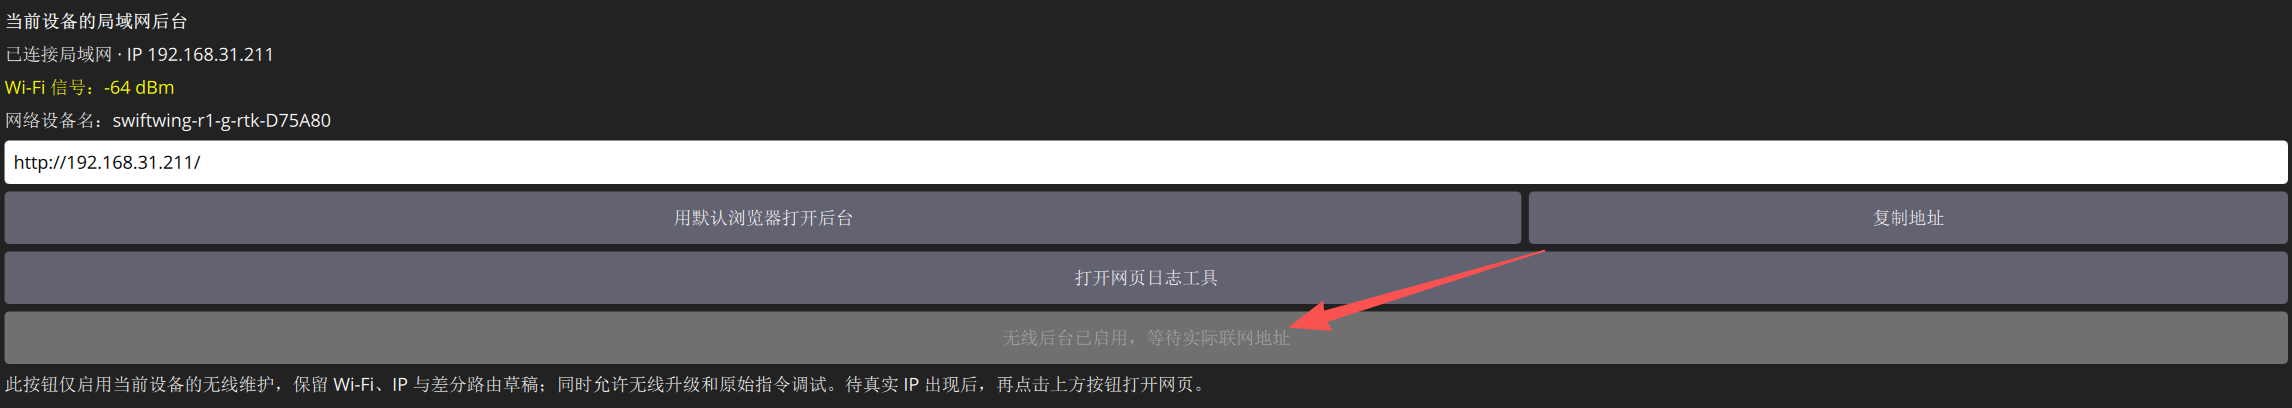 当前设备的局域网后台
已连接局域网 · IP 192.168.31.211
Wi-Fi 信号：-64 dBm
网络设备名：swiftwing-r1-g-rtk-D75A80
http://192.168.31.211/
用默认浏览器打开后台
复制地址
打开网页日志工具
无线后台已启用，等待实际联网地址
此按钮仅启用当前设备的无线维护，保留 Wi-Fi、IP 与差分路由草稿；同时允许无线升级和原始指令调试。待真实 IP 出现后，再点击上方按钮打开网页。